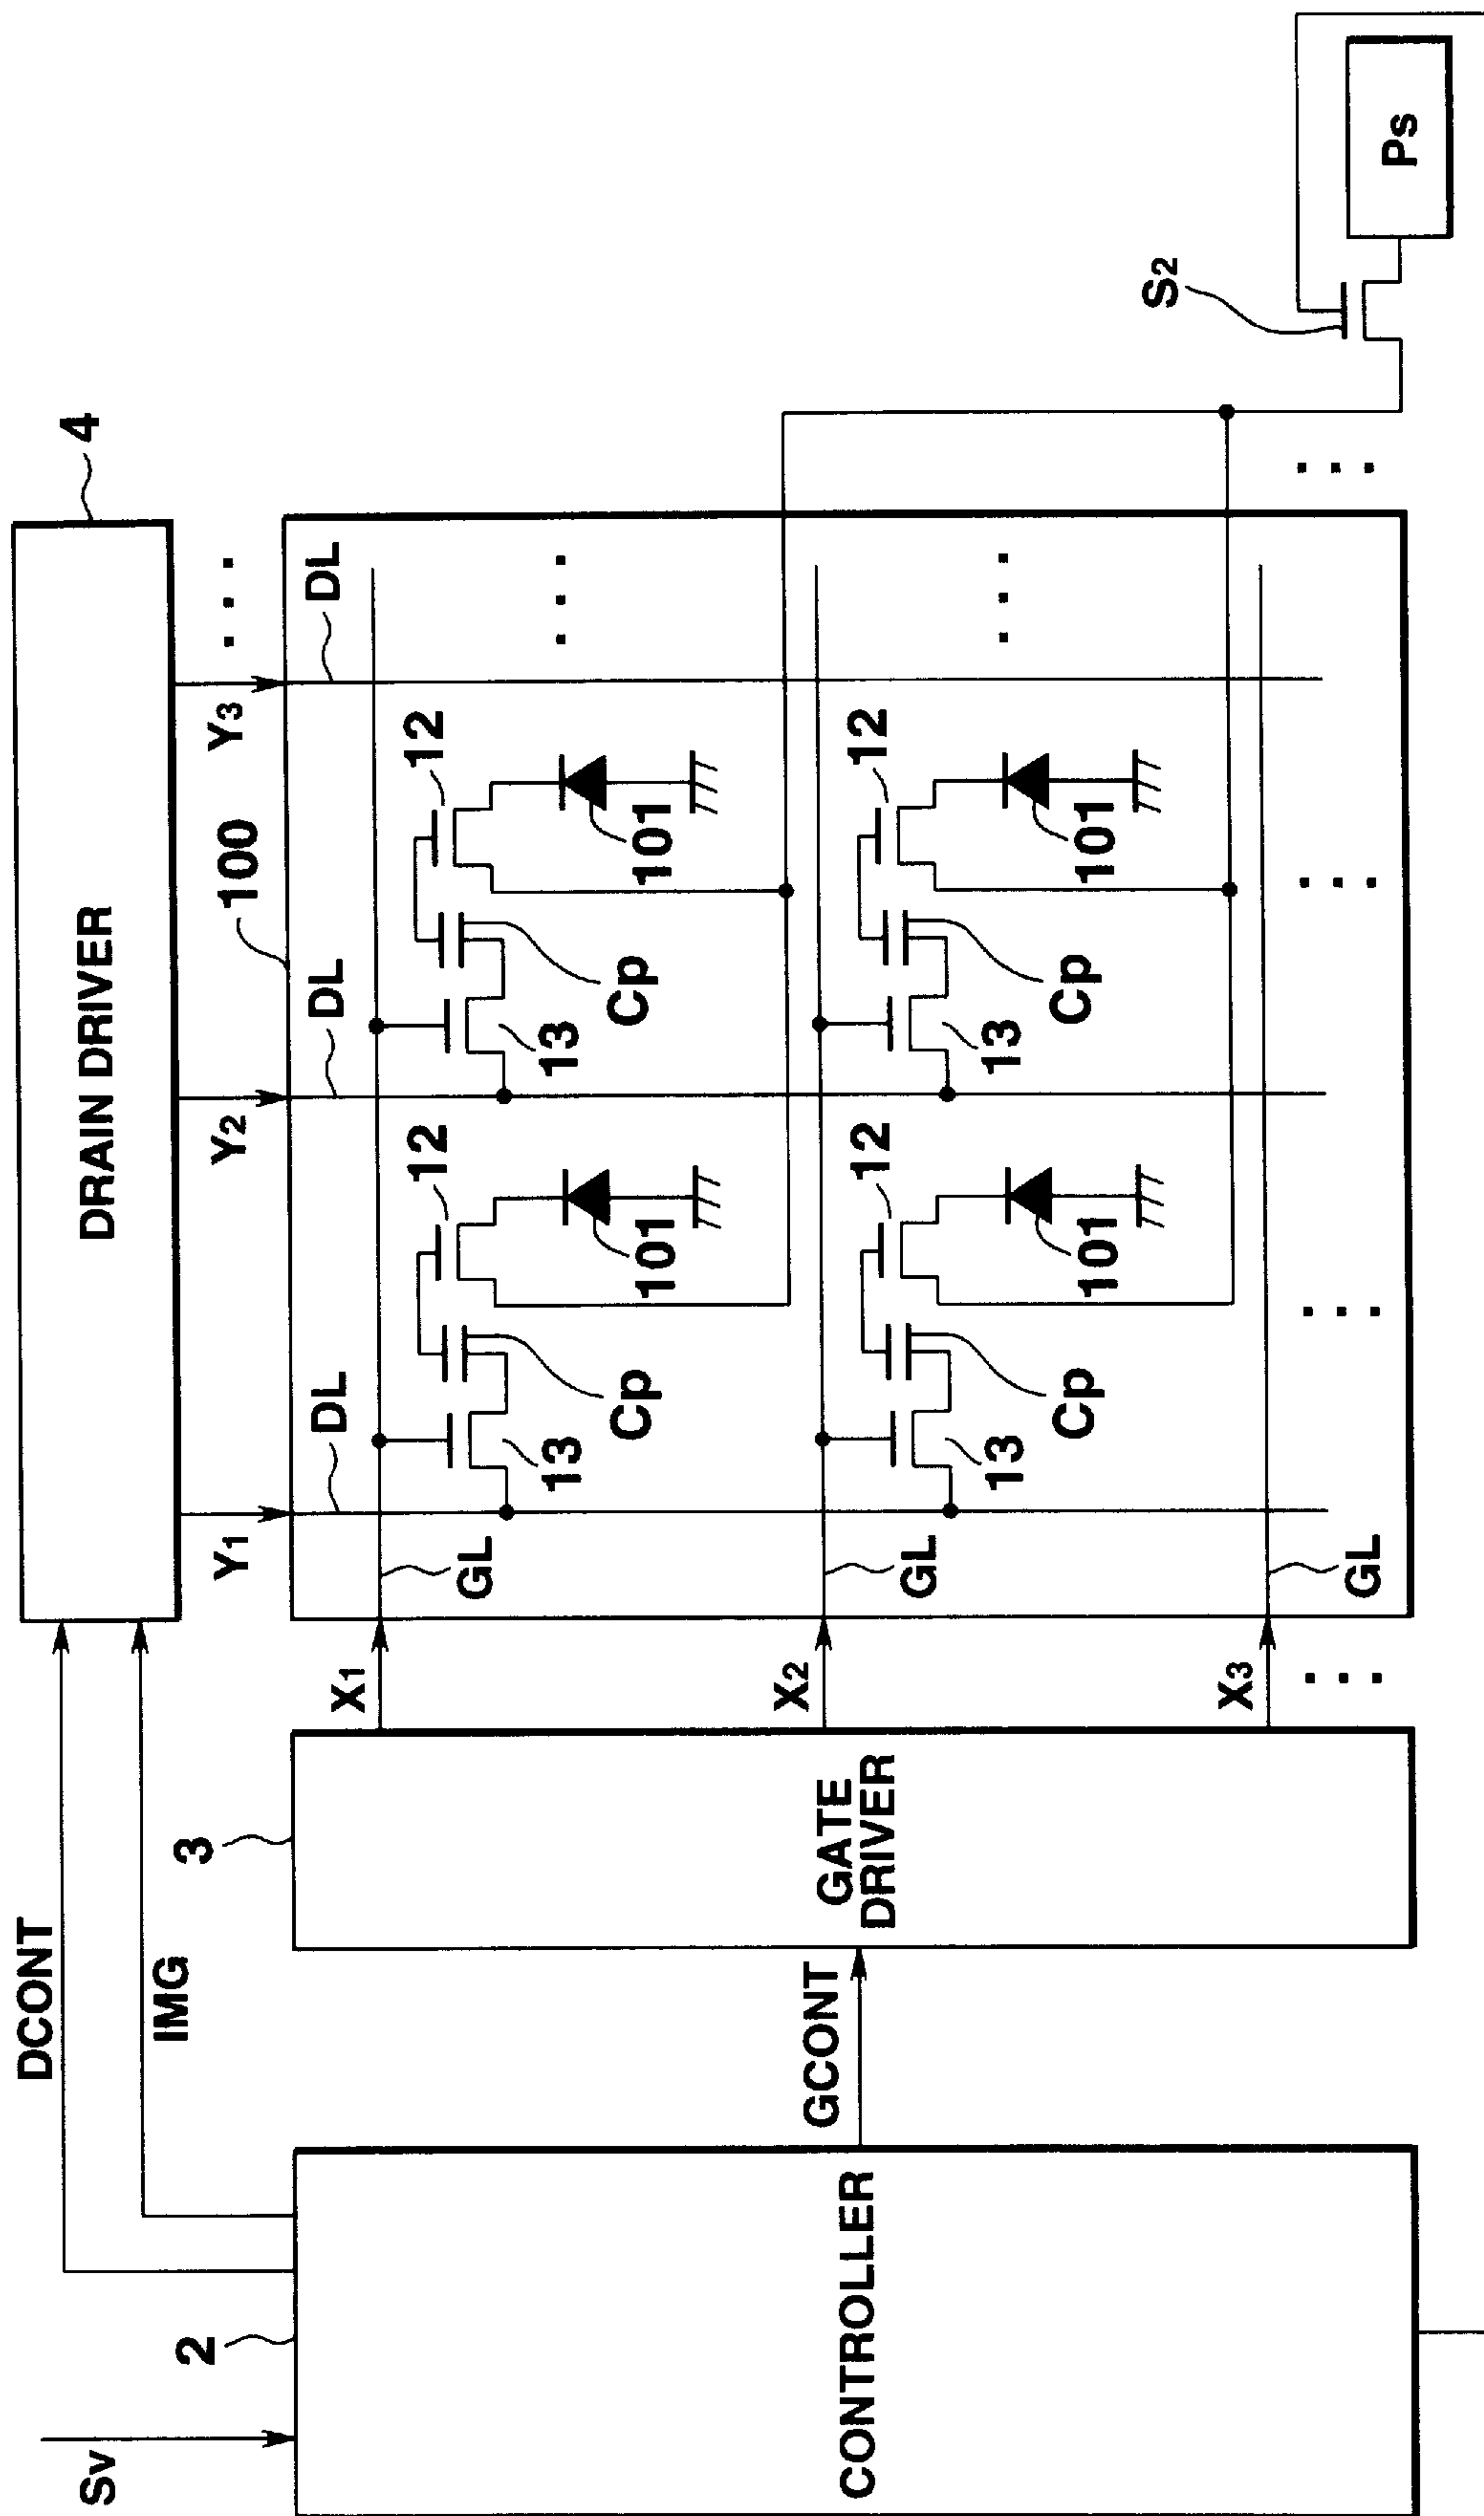 DRAIN DRIVER
4
DCONT
IMG
Y1
Y2
Y3
. . .
100
DL
DL
DL
Sv
2
CONTROLLER
GCONT
3
GATE
DRIVER
X1
GL
13
Cp
12
101
13
Cp
12
101
X2
GL
13
Cp
12
101
13
Cp
12
101
X3
GL
S2
Ps